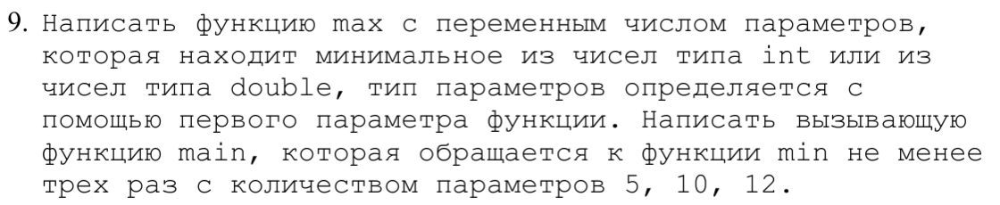 9. Написать функцию max с переменным числом параметров,
которая находит минимальное из чисел типа int или из
чисел типа double, тип параметров определяется с
помощью первого параметра функции. Написать вызывающую
функцию main, которая обращается к функции min не менее
трех раз с количеством параметров 5, 10, 12.